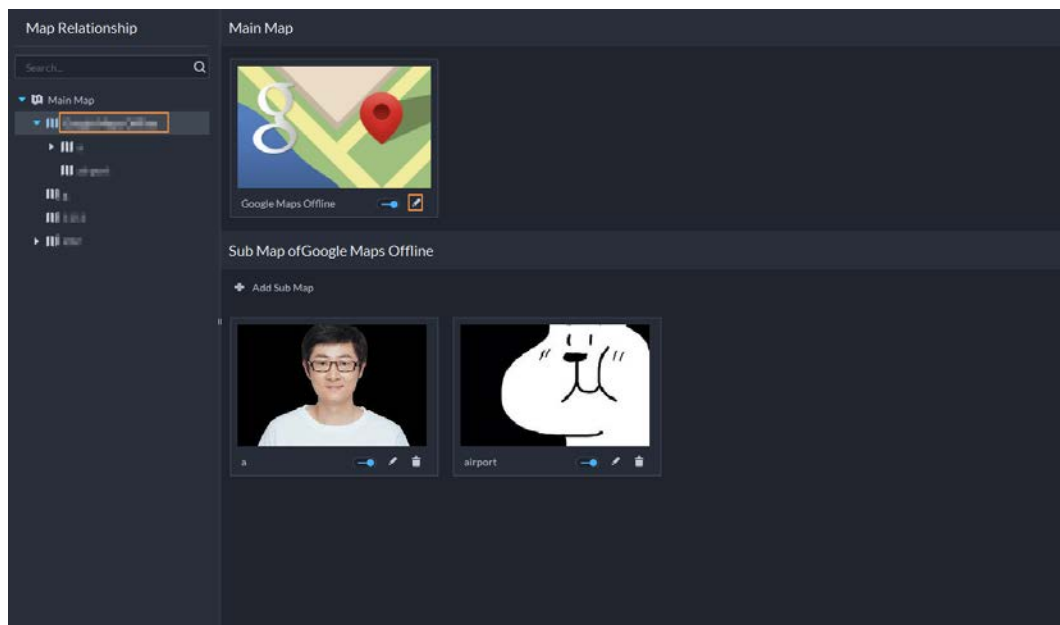 Map Relationship
Main Map
Search...
Main Map
Google Maps Offline
Sub Map ofGoogle Maps Offline
Add Sub Map
a
airport